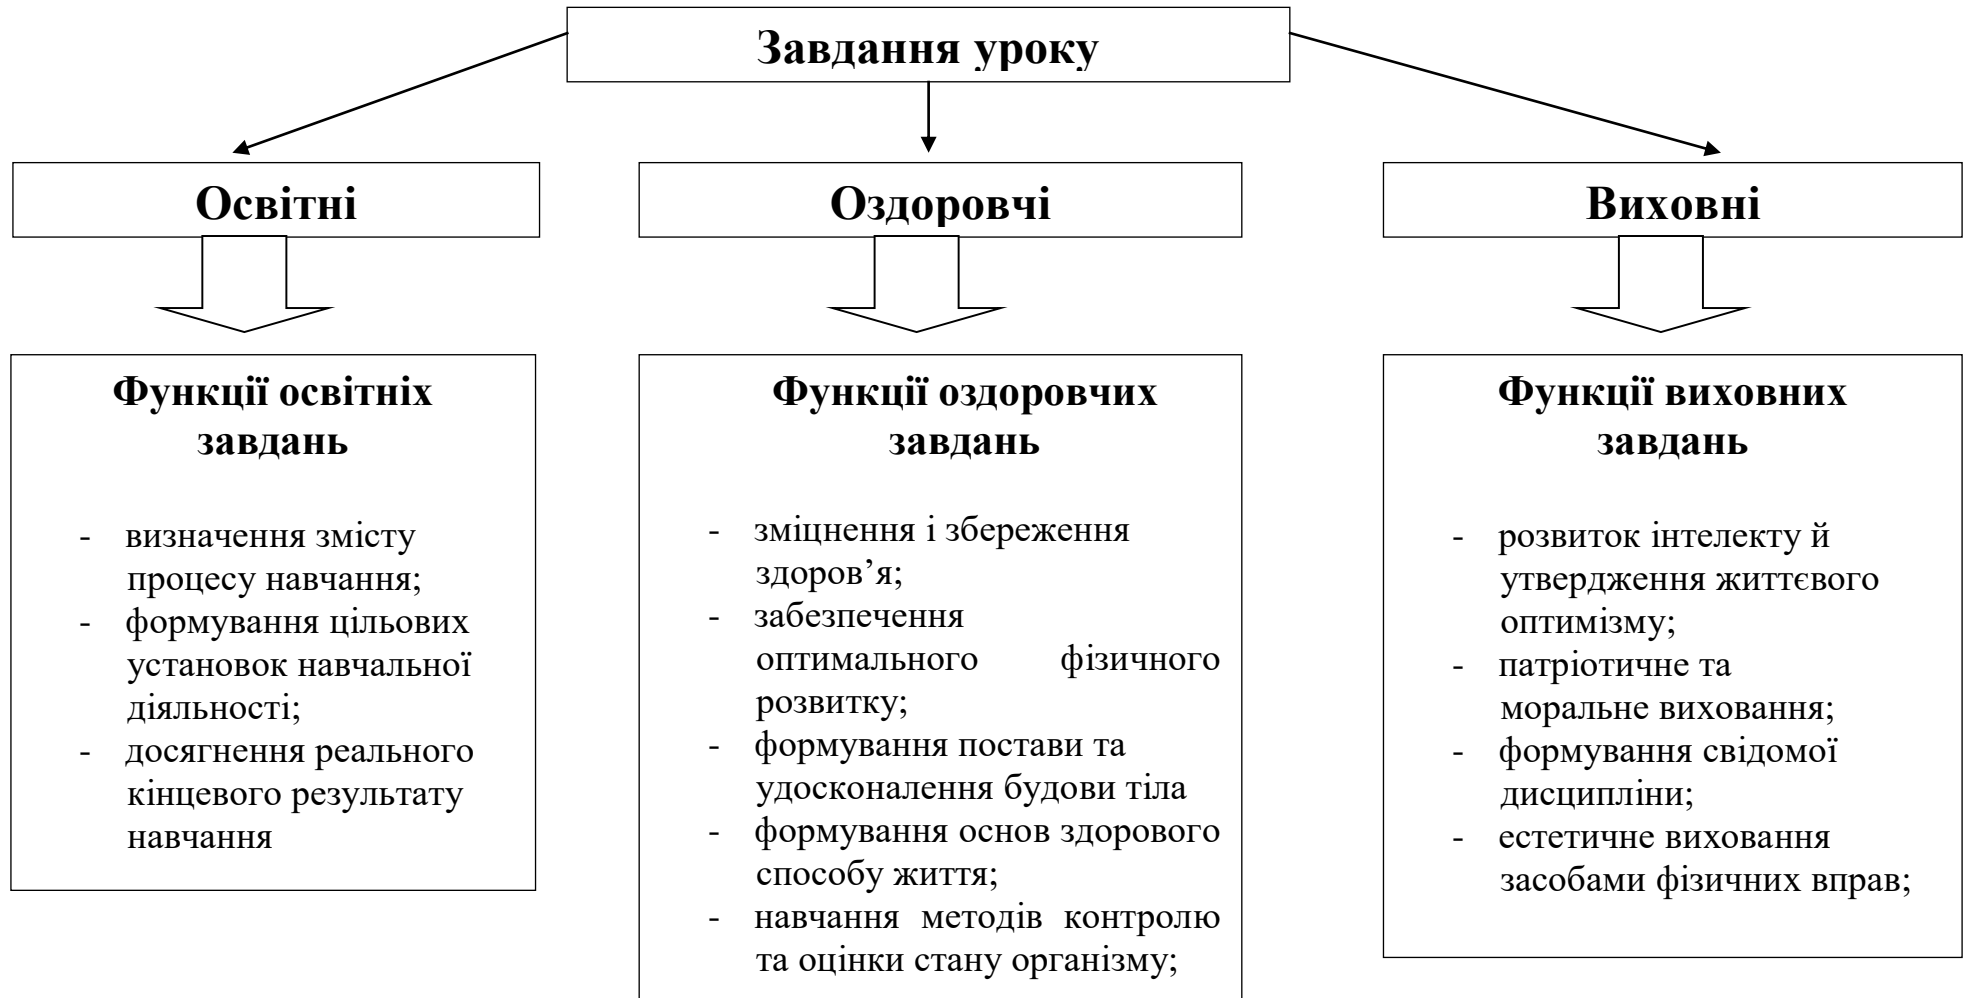 Завдання уроку
Освітні
Оздоровчі
Виховні
Функції освітніх
завдань
- визначення змісту
процесу навчання;
- формування цільових
установок навчальної
діяльності;
- досягнення реального
кінцевого результату
навчання
Функції оздоровчих
завдань
- зміцнення і збереження
здоров’я;
- забезпечення
оптимального фізичного
розвитку;
- формування постави та
удосконалення будови тіла
- формування основ здорового
способу життя;
- навчання методів контролю
та оцінки стану організму;
Функції виховних
завдань
- розвиток інтелекту й
утвердження життєвого
оптимізму;
- патріотичне та
моральне виховання;
- формування свідомої
дисципліни;
- естетичне виховання
засобами фізичних вправ;